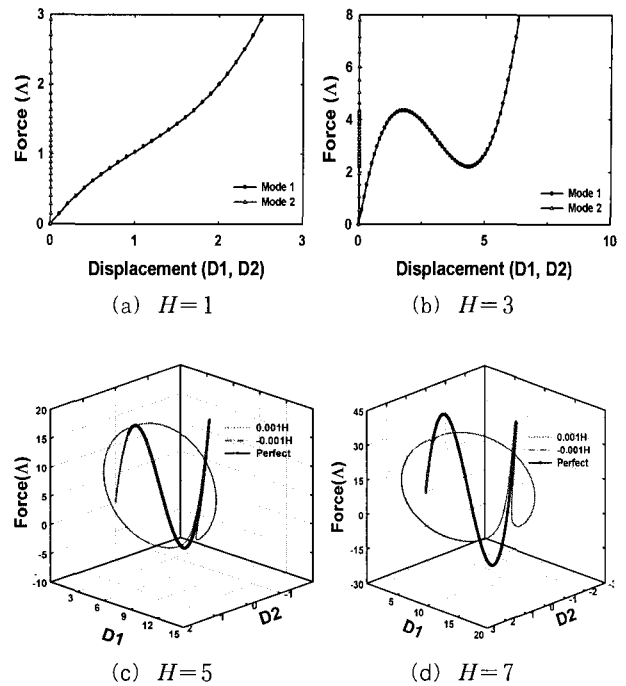 Force (Λ)
3
2
1
0
0
1
2
3
Mode 1
Mode 2
Displacement (D1, D2)
(a) H=1
Force (Λ)
8
6
4
2
0
0
5
10
Mode 1
Mode 2
Displacement (D1, D2)
(b) H=3
Force(Λ)
20
15
10
5
0
-5
-10
0.001H
-0.001H
Perfect
3
6
9
12
15
D1
2
1
0
-1
D2
(c) H=5
Force(Λ)
45
30
15
0
-15
-30
0.001H
-0.001H
Perfect
5
10
15
20
D1
3
2
1
0
-1
-2
D2
(d) H=7